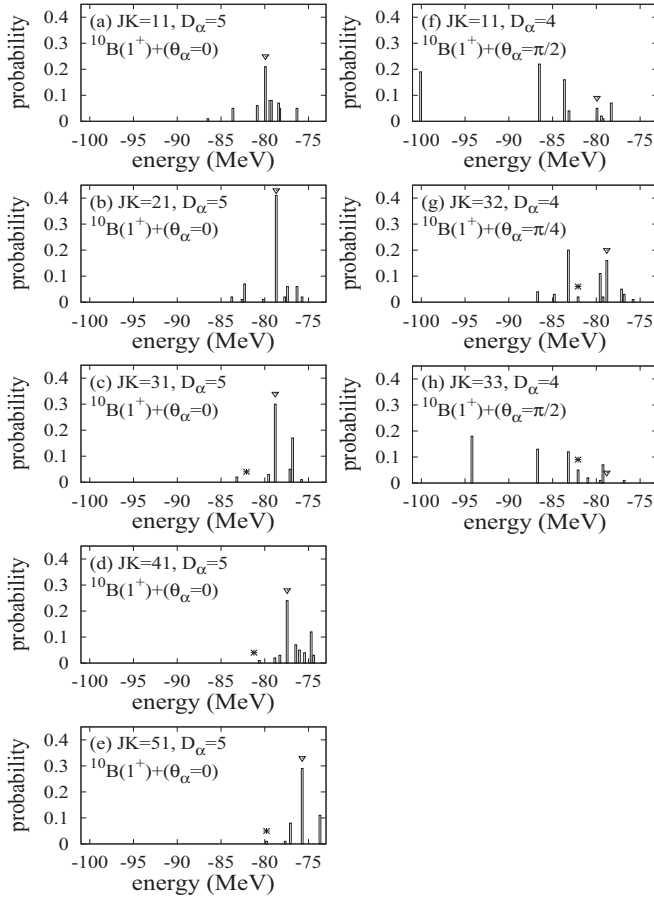 (a) JK=11, Dα=5
¹⁰B(1⁺)+(θα=0)
probability
0.4
0.3
0.2
0.1
0
-100 -95 -90 -85 -80 -75
energy (MeV)
(b) JK=21, Dα=5
¹⁰B(1⁺)+(θα=0)
probability
0.4
0.3
0.2
0.1
0
-100 -95 -90 -85 -80 -75
energy (MeV)
(c) JK=31, Dα=5
¹⁰B(1⁺)+(θα=0)
probability
0.4
0.3
0.2
0.1
0
-100 -95 -90 -85 -80 -75
energy (MeV)
(d) JK=41, Dα=5
¹⁰B(1⁺)+(θα=0)
probability
0.4
0.3
0.2
0.1
0
-100 -95 -90 -85 -80 -75
energy (MeV)
(e) JK=51, Dα=5
¹⁰B(1⁺)+(θα=0)
probability
0.4
0.3
0.2
0.1
0
-100 -95 -90 -85 -80 -75
energy (MeV)
(f) JK=11, Dα=4
¹⁰B(1⁺)+(θα=π/2)
probability
0.4
0.3
0.2
0.1
0
-100 -95 -90 -85 -80 -75
energy (MeV)
(g) JK=32, Dα=4
¹⁰B(1⁺)+(θα=π/4)
probability
0.4
0.3
0.2
0.1
0
-100 -95 -90 -85 -80 -75
energy (MeV)
(h) JK=33, Dα=4
¹⁰B(1⁺)+(θα=π/2)
probability
0.4
0.3
0.2
0.1
0
-100 -95 -90 -85 -80 -75
energy (MeV)